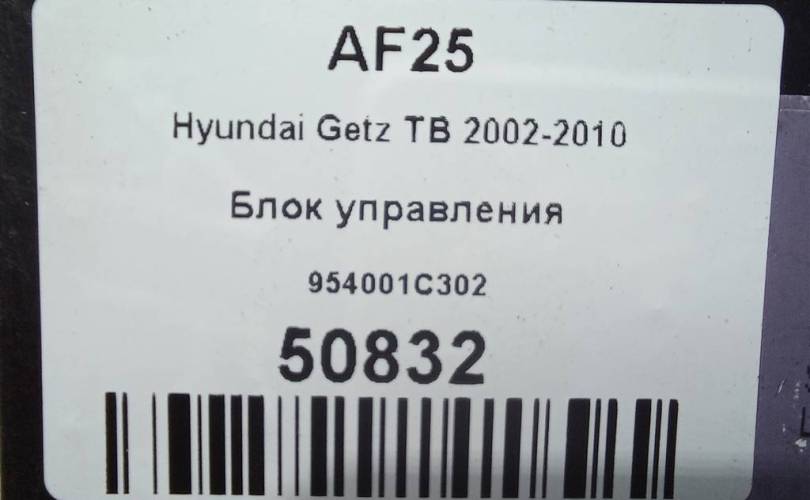 AF25
Hyundai Getz TB 2002-2010
Блок управления
954001C302
50832